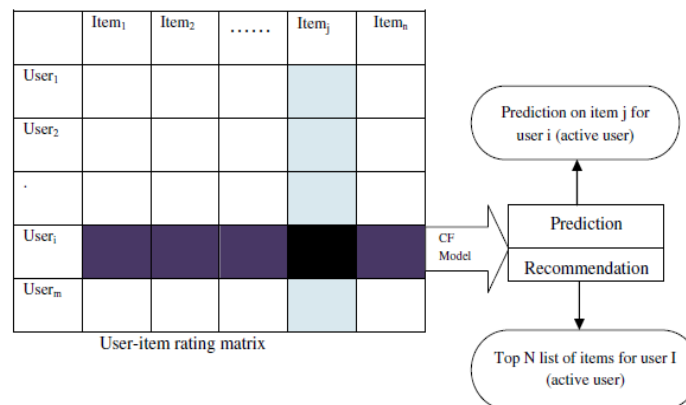 Item₁ Item₂ ...... Itemⱼ Itemₙ
User₁
User₂
.
Userᵢ
Userₘ
User-item rating matrix
CF
Model
Prediction on item j for
user i (active user)
Prediction
Recommendation
Top N list of items for user I
(active user)